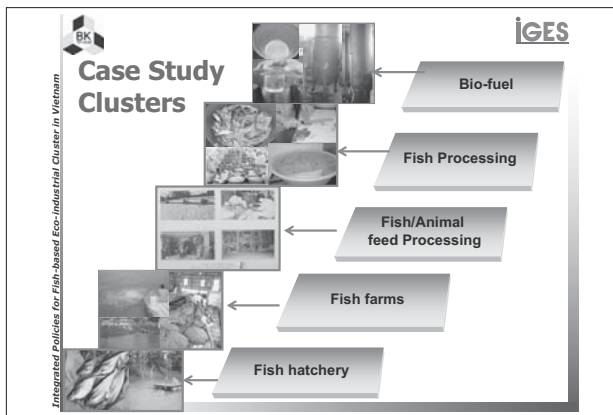 BK
iGES
Case Study
Clusters
Bio-fuel
Fish Processing
Fish/Animal
feed Processing
Fish farms
Fish hatchery
Integrated Policies for Fish-based Eco-industrial Cluster in Vietnam